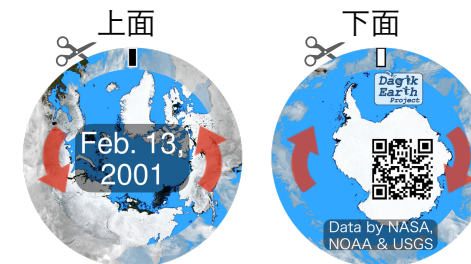 上面
下面
Feb. 13,
2001
Dagik
Earth
Project
Data by NASA,
NOAA & USGS